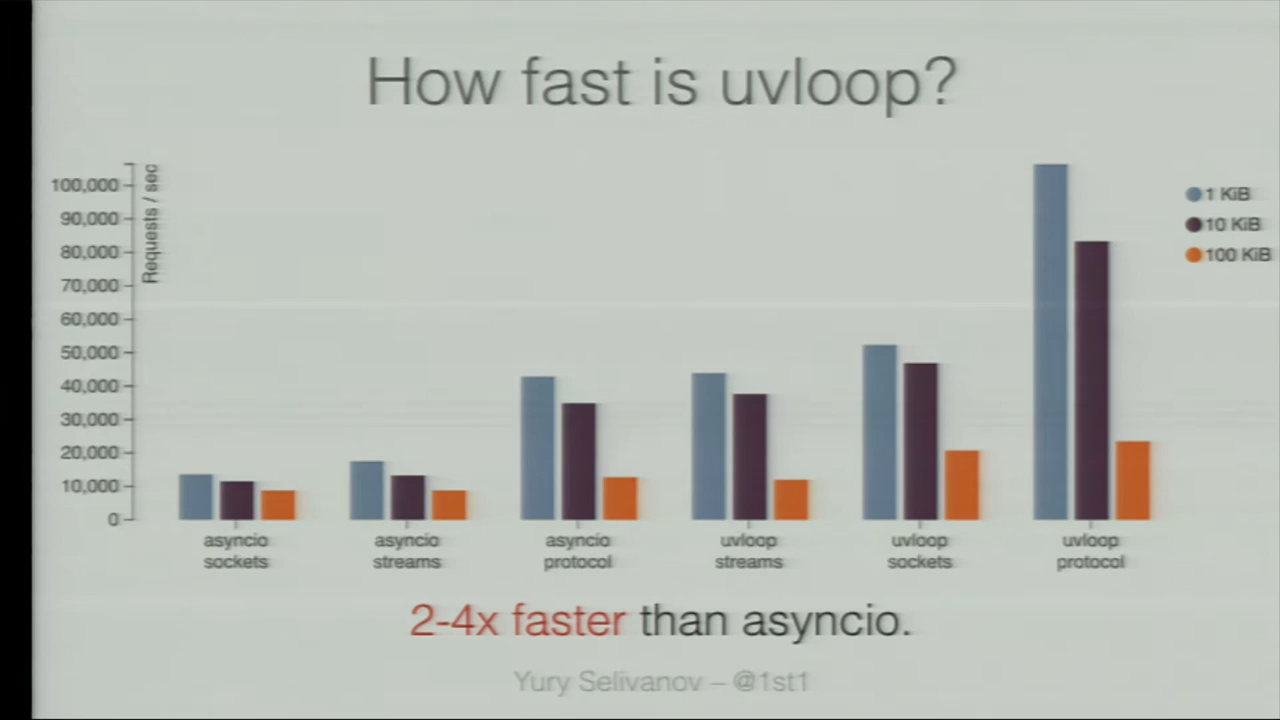 How fast is uvloop?
Requests / sec
100,000
90,000
80,000
70,000
60,000
50,000
40,000
30,000
20,000
10,000
0
1 KiB
10 KiB
100 KiB
asyncio
sockets
asyncio
streams
asyncio
protocol
uvloop
streams
uvloop
sockets
uvloop
protocol
2-4x faster than asyncio.
Yury Selivanov – @1st1